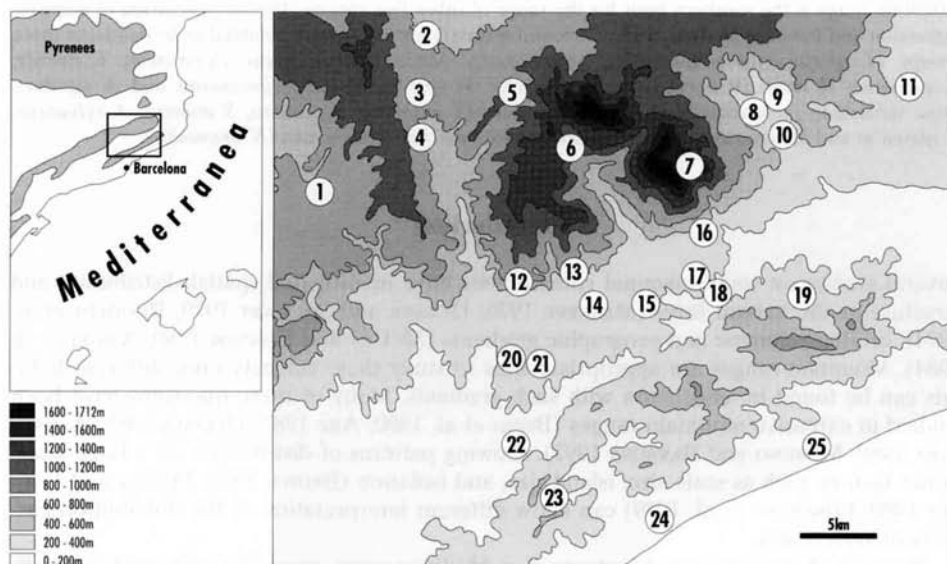 Pyrenees
Barcelona
Mediterranea
1600 - 1712m
1400 - 1600m
1200 - 1400m
1000 - 1200m
800 - 1000m
600 - 800m
400 - 600m
200 - 400m
0 - 200m
1
2
3
4
5
6
7
8
9
10
11
12
13
14
15
16
17
18
19
20
21
22
23
24
25
5km